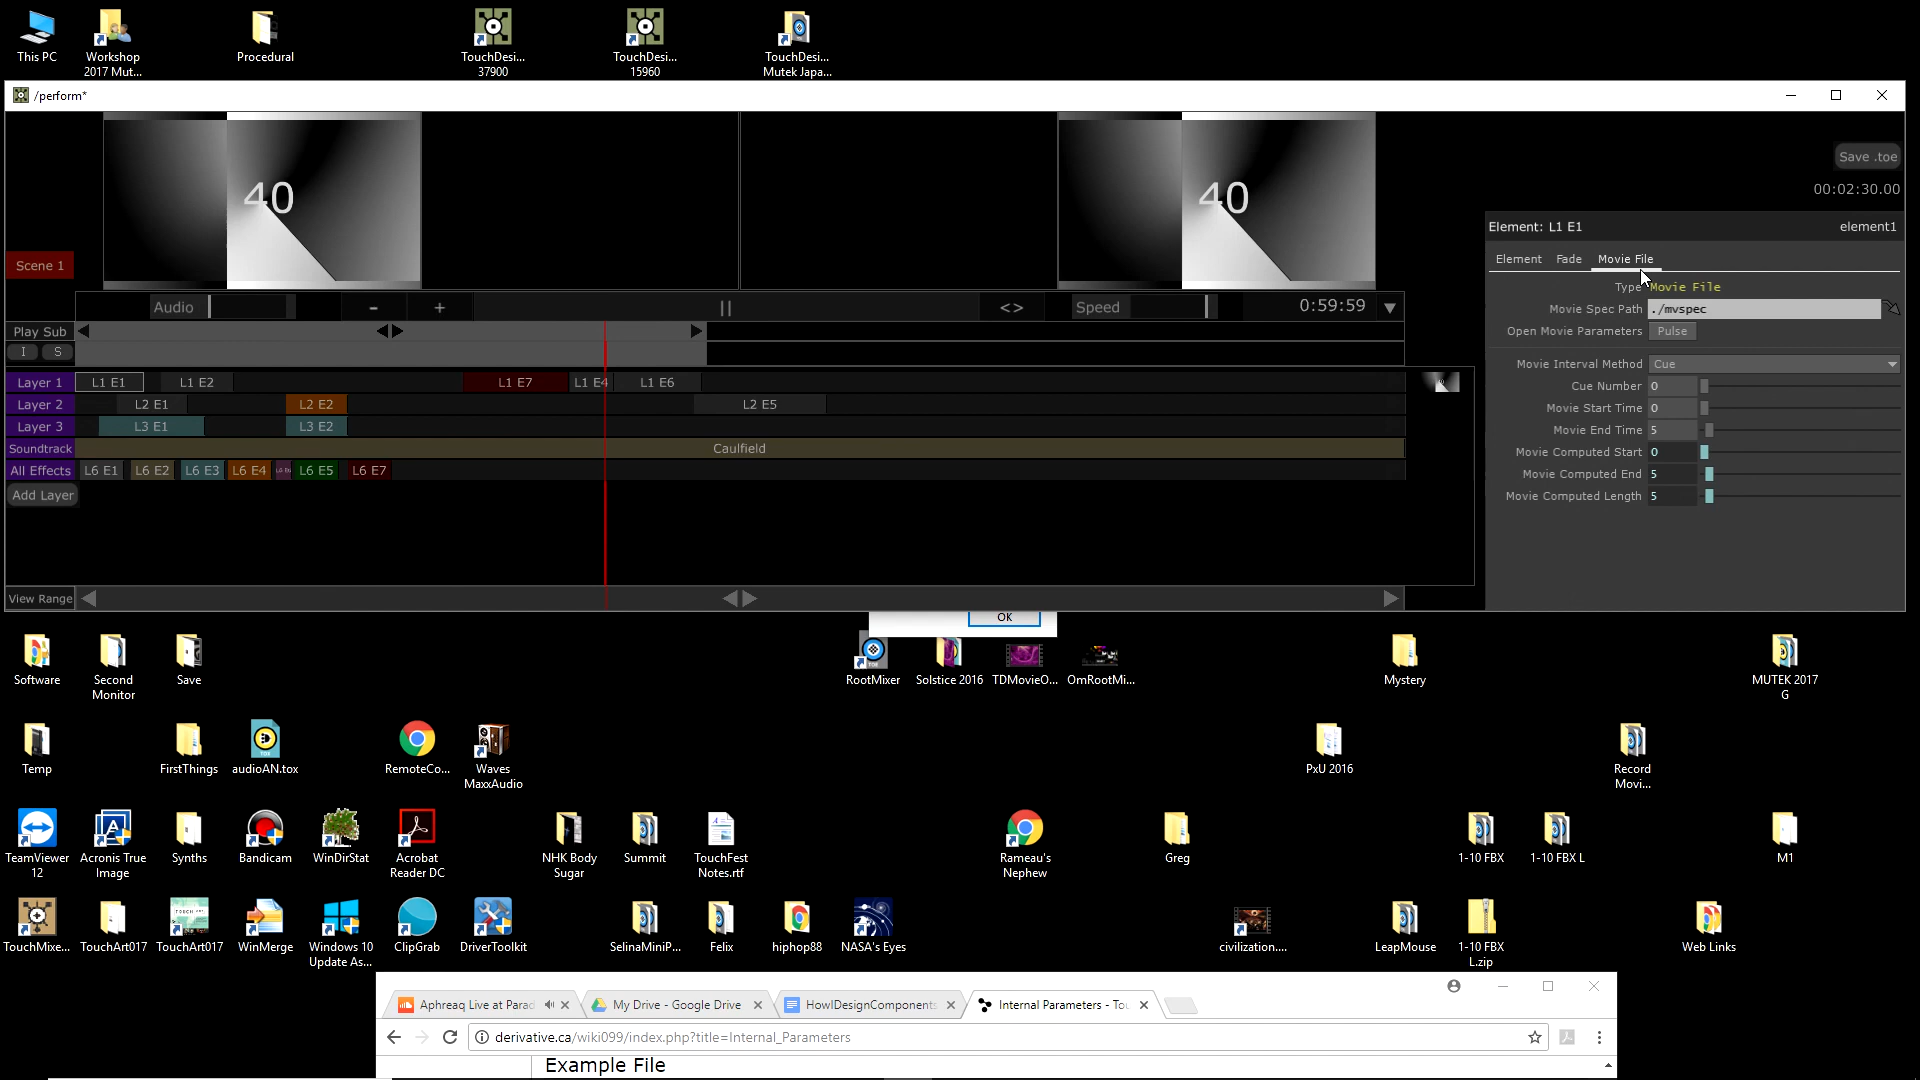 This PC
Workshop
2017 Mut...
Procedural
TouchDesi...
37900
TouchDesi...
15960
TouchDesi...
Mutek Japa...
/perform*
40
40
Save .toe
00:02:30.00
Element: L1 E1
element1
Scene 1
Element
Fade
Movie File
Type
Movie File
Movie Spec Path
./mvspec
Open Movie Parameters
Pulse
Movie Interval Method
Cue
Cue Number
0
Movie Start Time
0
Movie End Time
5
Movie Computed Start
0
Movie Computed End
5
Movie Computed Length
5
Audio
-
+
||
<>
Speed
0:59:59
Play Sub
I
S
Layer 1
L1 E1
L1 E2
L1 E7
L1 E4
L1 E6
Layer 2
L2 E1
L2 E2
L2 E5
Layer 3
L3 E1
L3 E2
Soundtrack
Caulfield
All Effects
L6 E1
L6 E2
L6 E3
L6 E4
L6 E5
L6 E7
Add Layer
View Range
OK
Software
Second
Monitor
Save
RootMixer
Solstice 2016
TDMovieO...
OmRootMi...
Mystery
MUTEK 2017
G
Temp
FirstThings
audioAN.tox
RemoteCo...
Waves
MaxxAudio
PxU 2016
Record
Movi...
TeamViewer
12
Acronis True
Image
Synths
Bandicam
WinDirStat
Acrobat
Reader DC
NHK Body
Sugar
Summit
TouchFest
Notes.rtf
Rameau's
Nephew
Greg
1-10 FBX
1-10 FBX L
M1
TouchMixe...
TouchArt017
TouchArt017
WinMerge
Windows 10
Update As...
ClipGrab
DriverToolkit
SelinaMiniP...
Felix
hiphop88
NASA's Eyes
civilization....
LeapMouse
1-10 FBX
L.zip
Web Links
Aphreaq Live at Parad
My Drive - Google Drive
HowIDesignComponents
Internal Parameters - Tou
derivative.ca/wiki099/index.php?title=Internal_Parameters
Example File